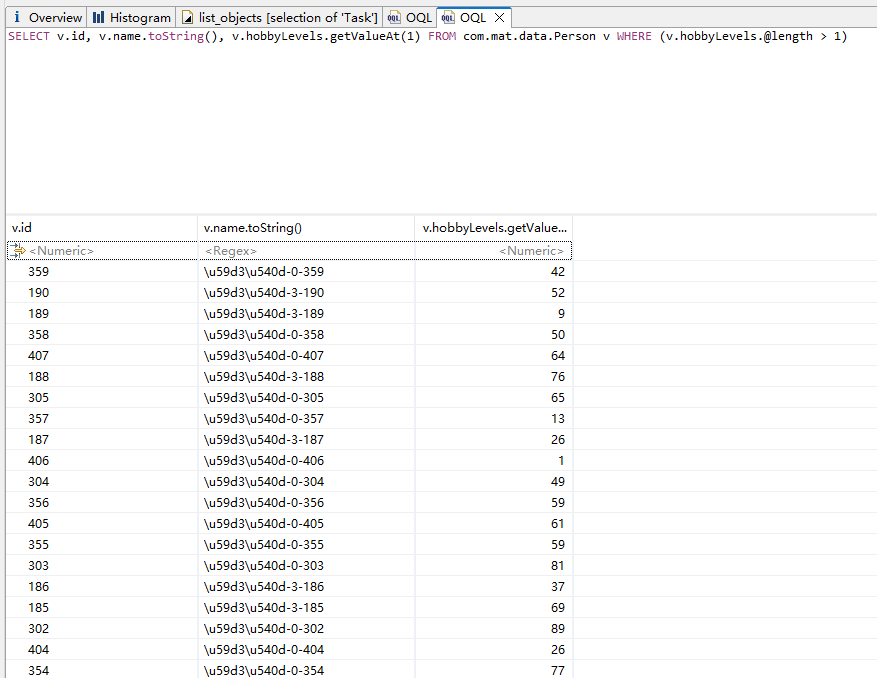 Overview Histogram list_objects [selection of 'Task'] OQL OQL
SELECT v.id, v.name.toString(), v.hobbyLevels.getValueAt(1) FROM com.mat.data.Person v WHERE (v.hobbyLevels.@length > 1)
v.id v.name.toString() v.hobbyLevels.getValue...
<Numeric> <Regex> <Numeric>
359 \u59d3\u540d-0-359 42
190 \u59d3\u540d-3-190 52
189 \u59d3\u540d-3-189 9
358 \u59d3\u540d-0-358 50
407 \u59d3\u540d-0-407 64
188 \u59d3\u540d-3-188 76
305 \u59d3\u540d-0-305 65
357 \u59d3\u540d-0-357 13
187 \u59d3\u540d-3-187 26
406 \u59d3\u540d-0-406 1
304 \u59d3\u540d-0-304 49
356 \u59d3\u540d-0-356 59
405 \u59d3\u540d-0-405 61
355 \u59d3\u540d-0-355 59
303 \u59d3\u540d-0-303 81
186 \u59d3\u540d-3-186 37
185 \u59d3\u540d-3-185 69
302 \u59d3\u540d-0-302 89
404 \u59d3\u540d-0-404 26
354 \u59d3\u540d-0-354 77